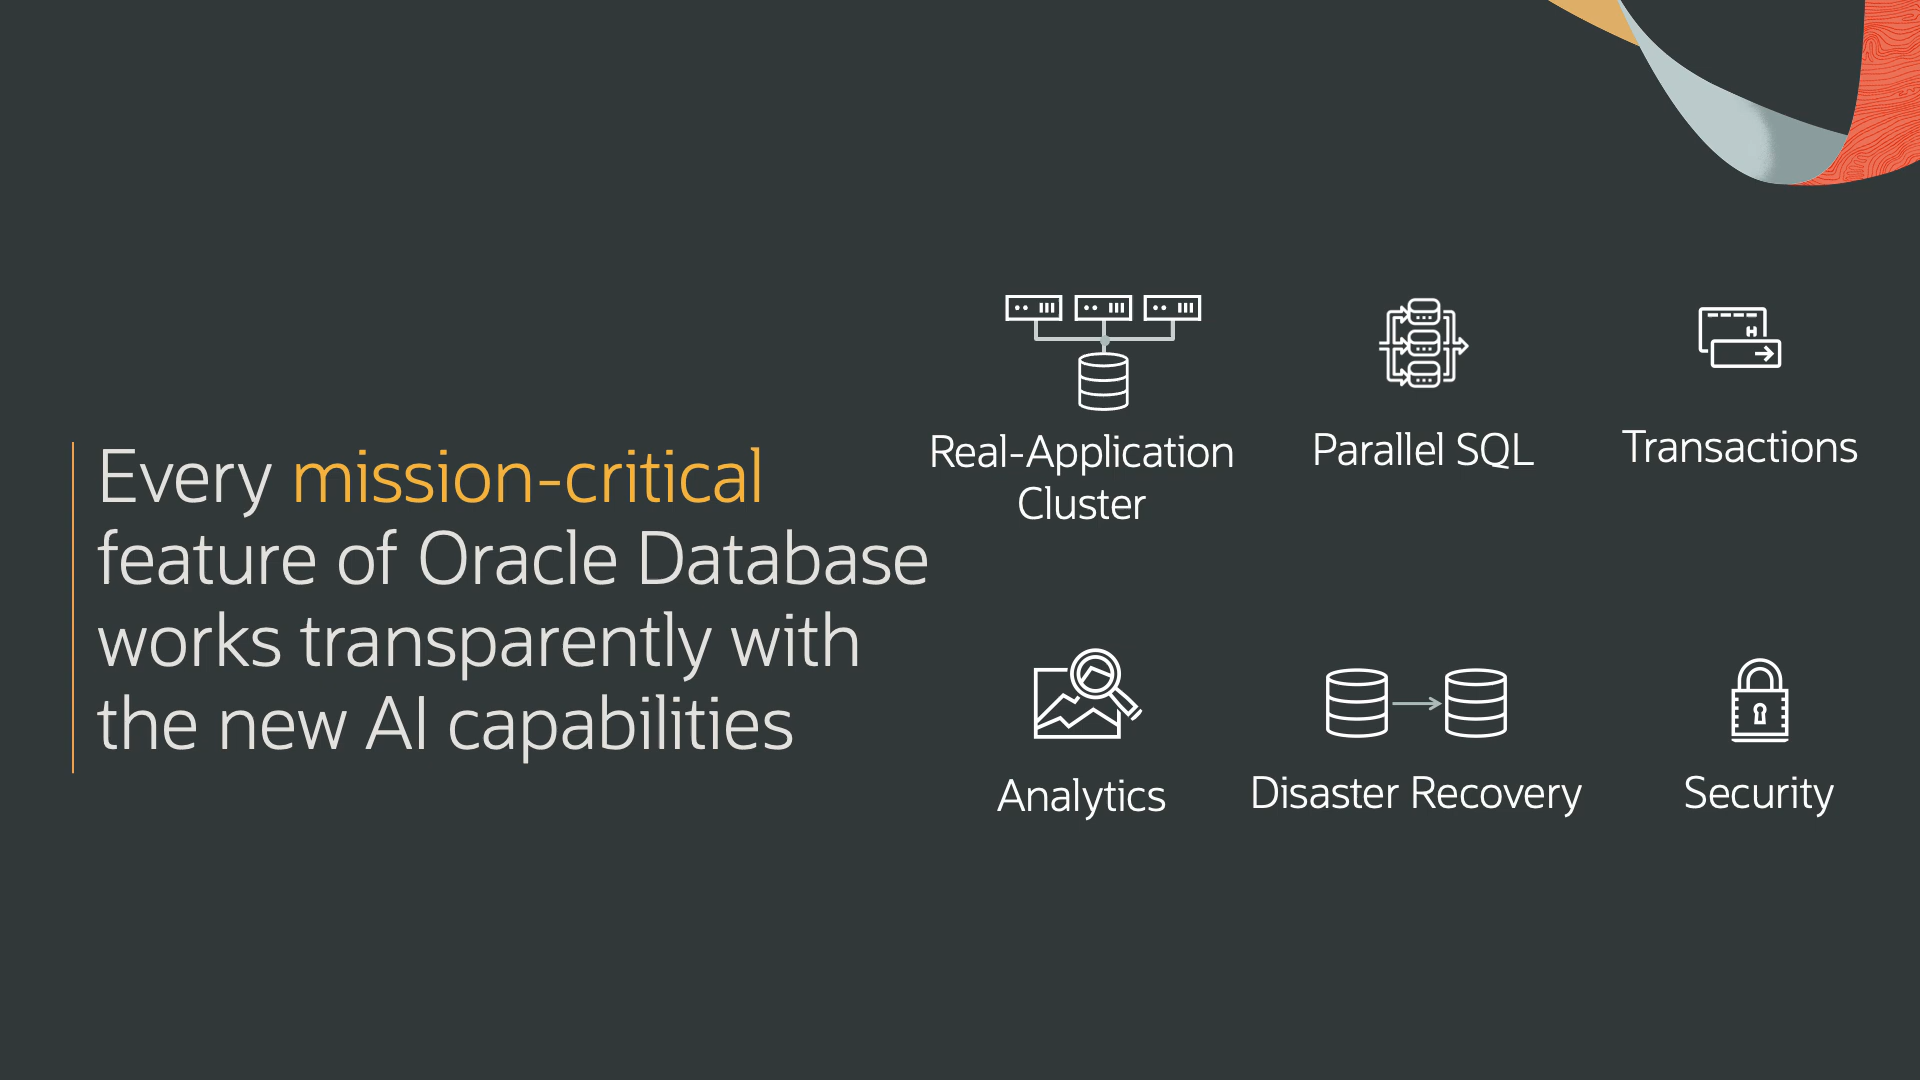 Every mission-critical
feature of Oracle Database
works transparently with
the new AI capabilities
Real-Application
Cluster
Parallel SQL
Transactions
Analytics
Disaster Recovery
Security